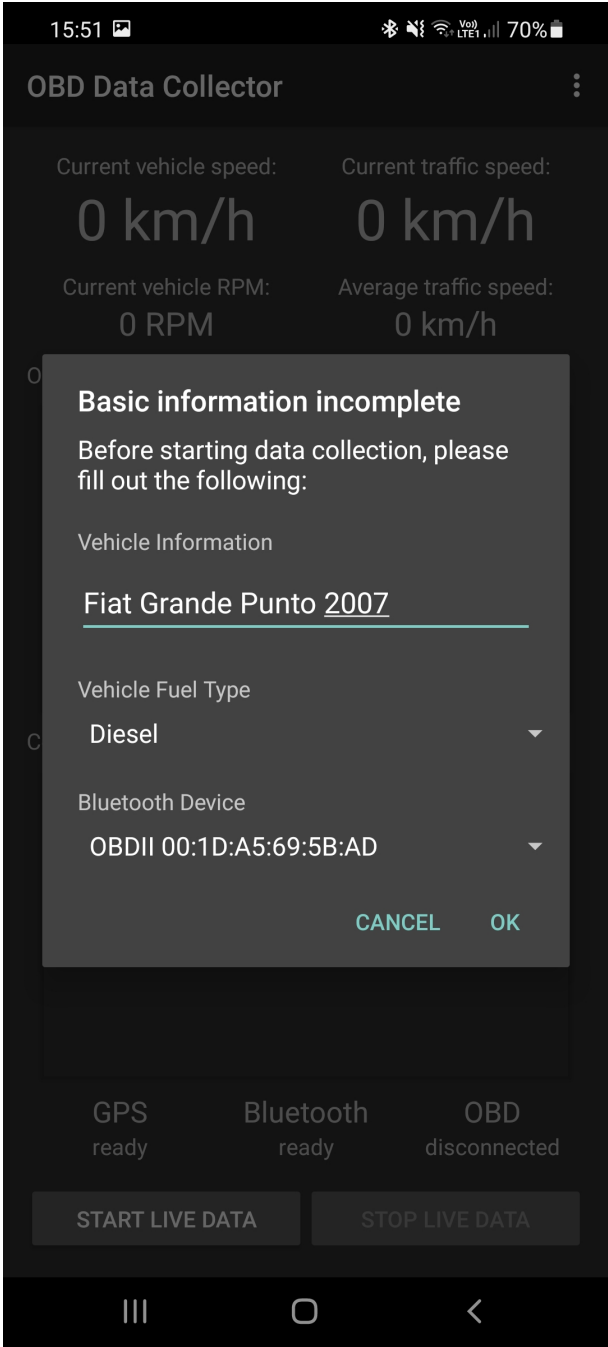 15:51 Vo)) LTE1 70%
OBD Data Collector
Current vehicle speed: Current traffic speed:
0 km/h 0 km/h
Current vehicle RPM: Average traffic speed:
0 RPM 0 km/h
O
Basic information incomplete
Before starting data collection, please
fill out the following:
Vehicle Information
Fiat Grande Punto 2007
Vehicle Fuel Type
Diesel
C
Bluetooth Device
OBDII 00:1D:A5:69:5B:AD
CANCEL OK
GPS Bluetooth OBD
ready ready disconnected
START LIVE DATA STOP LIVE DATA